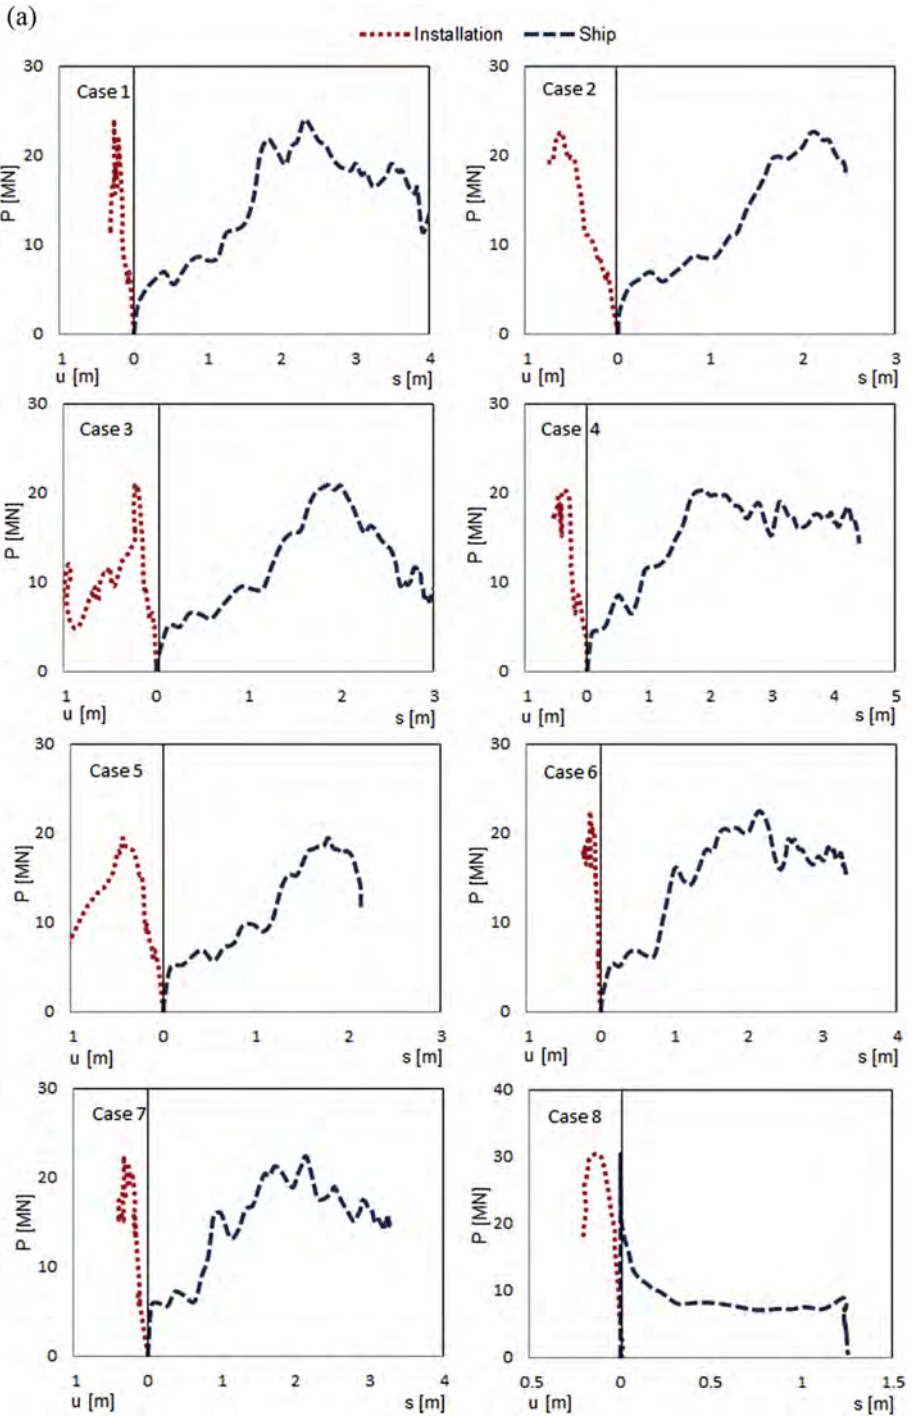 (a)
Installation Ship
30
20
10
0
P [MN]
Case 1
1 0 1 2 3 4
u [m] s [m]
30
20
10
0
P [MN]
Case 2
1 0 1 2 3
u [m] s [m]
30
20
10
0
P [MN]
Case 3
1 0 1 2 3
u [m] s [m]
30
20
10
0
P [MN]
Case 4
1 0 1 2 3 4 5
u [m] s [m]
30
20
10
0
P [MN]
Case 5
1 0 1 2 3
u [m] s [m]
30
20
10
0
P [MN]
Case 6
1 0 1 2 3 4
u [m] s [m]
30
20
10
0
P [MN]
Case 7
1 0 1 2 3 4
u [m] s [m]
40
30
20
10
0
P [MN]
Case 8
0.5 0 0.5 1 1.5
u [m] s [m]